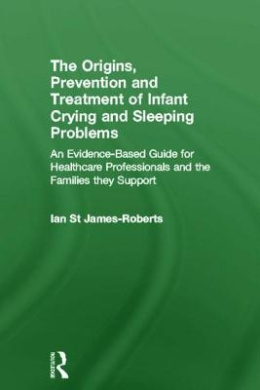 The Origins,
Prevention and
Treatment of Infant
Crying and Sleeping
Problems
An Evidence-Based Guide for
Healthcare Professionals and the
Families they Support
Ian St James-Roberts
ROUTLEDGE